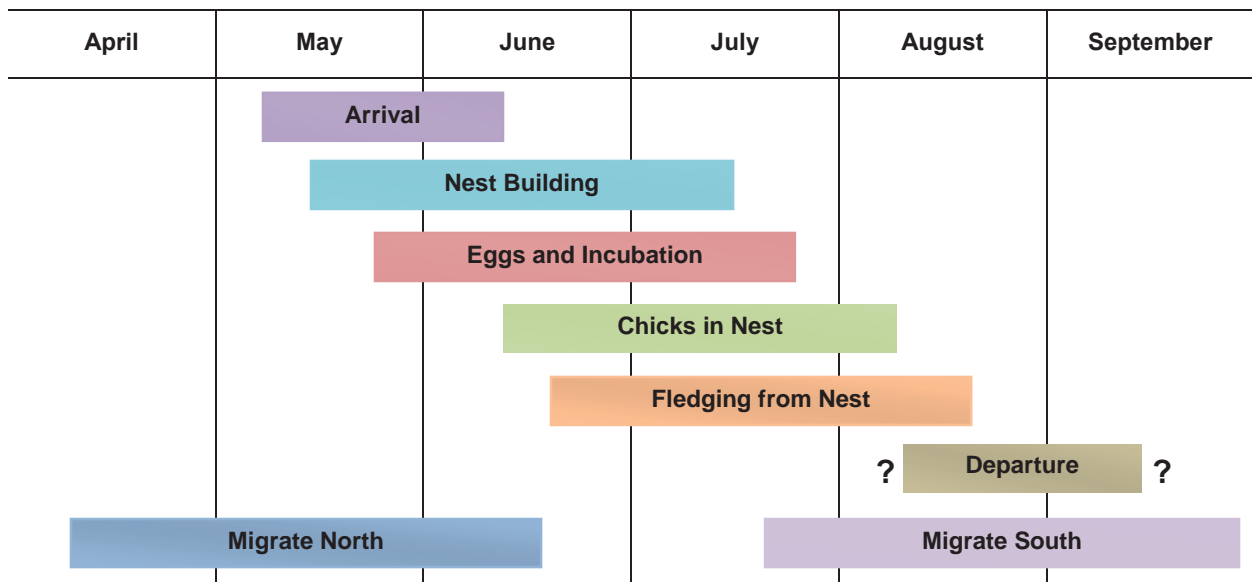 April May June July August September
Arrival
Nest Building
Eggs and Incubation
Chicks in Nest
Fledging from Nest
? Departure ?
Migrate North Migrate South